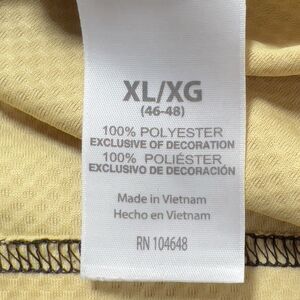 XL/XG
(46-48)
100% POLYESTER
EXCLUSIVE OF DECORATION
100% POLIÉSTER
EXCLUSIVO DE DECORACIÓN
Made in Vietnam
Hecho en Vietnam
RN 104648